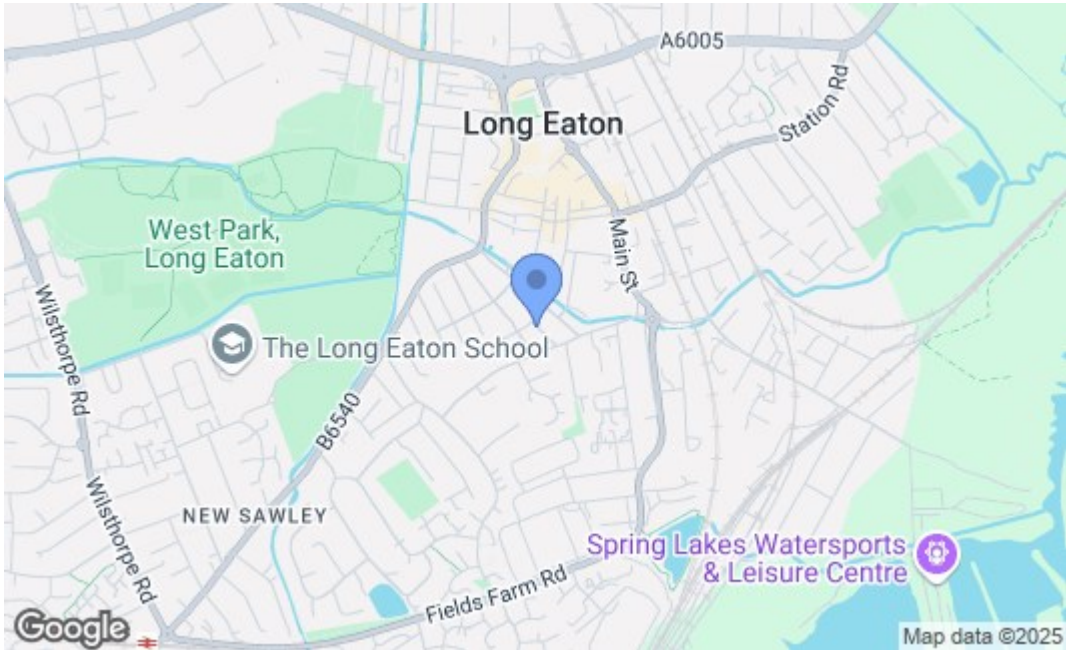 A6005
Station Rd
Long Eaton
Main St
West Park,
Long Eaton
Wilsthorpe Rd
The Long Eaton School
B6540
Wilsthorpe Rd
NEW SAWLEY
Spring Lakes Watersports
& Leisure Centre
Fields Farm Rd
Google
Map data ©2025